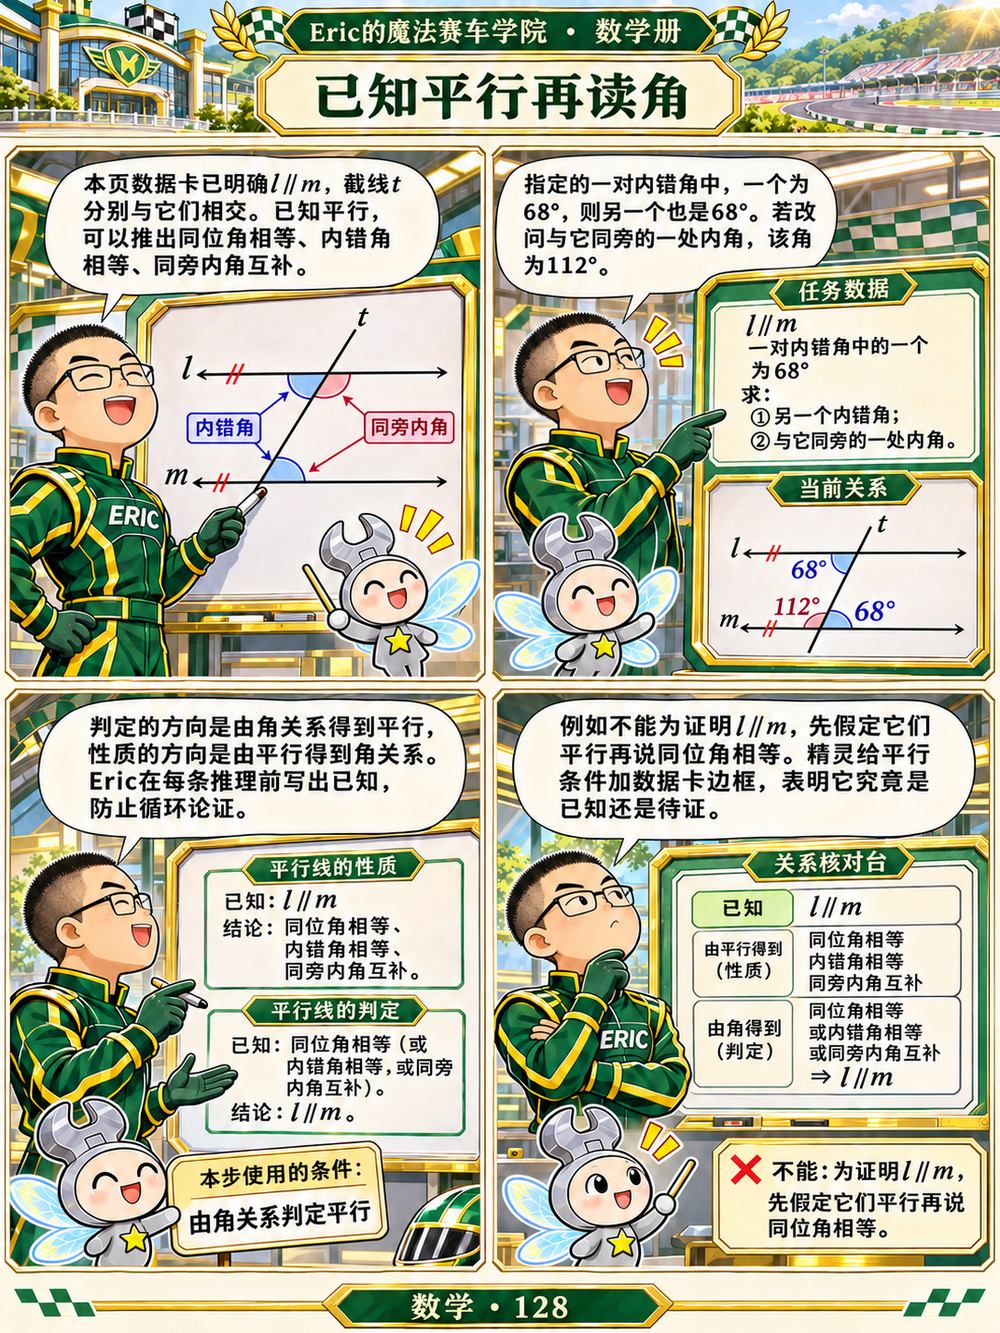 Eric的魔法赛车学院 · 数学册
已知平行再读角
本页数据卡已明确l∥m，截线t
分别与它们相交。已知平行，
可以推出同位角相等、内错角
相等、同旁内角互补。
t
l
内错角
同旁内角
m
ERIC
指定的一对内错角中，一个为
68°，则另一个也是68°。若改
问与它同旁的一处内角，该角
为112°。
任务数据
l∥m
一对内错角中的一个
为68°
求：
①另一个内错角；
②与它同旁的一处内角。
当前关系
t
l
68°
112°
68°
m
判定的方向是由角关系得到平行，
性质的方向是由平行得到角关系。
Eric在每条推理前写出已知，
防止循环论证。
平行线的性质
已知：l∥m
结论：同位角相等、
内错角相等、
同旁内角互补。
平行线的判定
已知：同位角相等（或
内错角相等，或同旁
内角互补）。
结论：l∥m。
本步使用的条件：
由角关系判定平行
例如不能为证明l∥m，先假定它们
平行再说同位角相等。精灵给平行
条件加数据卡边框，表明它究竟是
已知还是待证。
关系核对台
已知
l∥m
由平行得到
（性质）
同位角相等
内错角相等
同旁内角互补
由角得到
（判定）
同位角相等
或内错角相等
或同旁内角互补
⇒ l∥m
ERIC
不能：为证明l∥m，
先假定它们平行再说
同位角相等。
数学 · 128